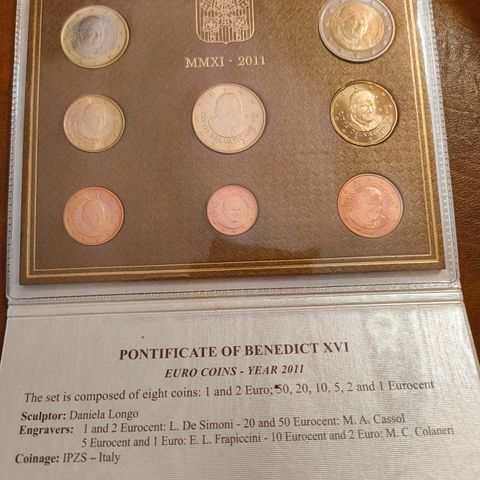 MMXI · 2011
PONTIFICATE OF BENEDICT XVI
EURO COINS - YEAR 2011
The set is composed of eight coins: 1 and 2 Euro; 50, 20, 10, 5, 2 and 1 Eurocent
Sculptor: Daniela Longo
Engravers: 1 and 2 Eurocent: L. De Simoni - 20 and 50 Eurocent: M. A. Cassol
5 Eurocent and 1 Euro: E. L. Frapiccini - 10 Eurocent and 2 Euro: M. C. Colaneri
Coinage: IPZS – Italy